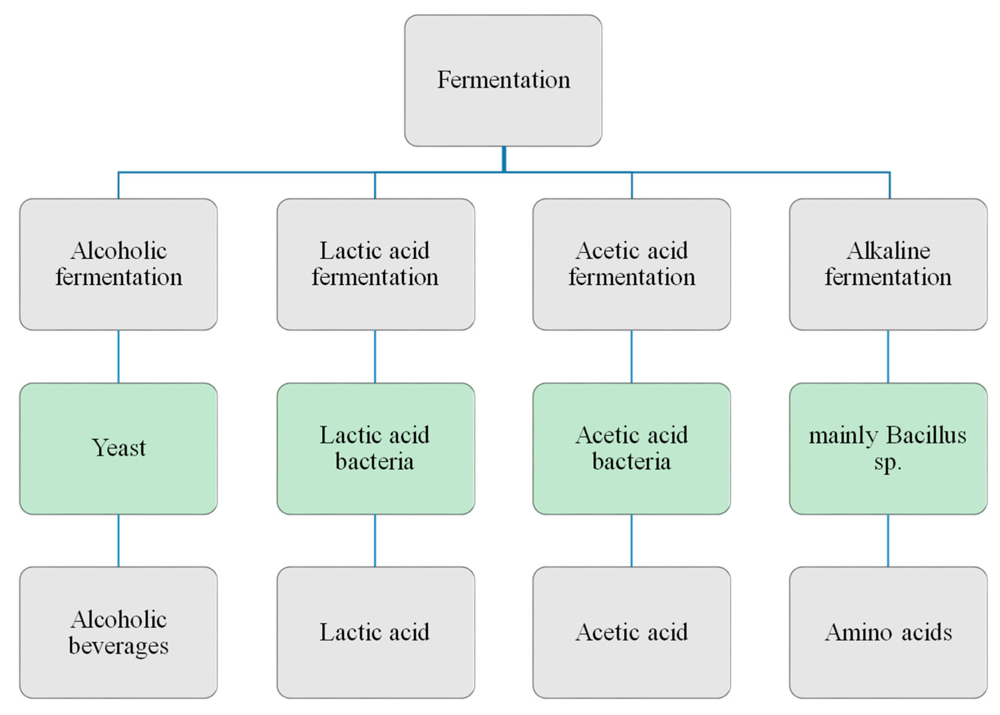 Fermentation
Alcoholic
fermentation
Lactic acid
fermentation
Acetic acid
fermentation
Alkaline
fermentation
Yeast
Lactic acid
bacteria
Acetic acid
bacteria
mainly Bacillus
sp.
Alcoholic
beverages
Lactic acid
Acetic acid
Amino acids